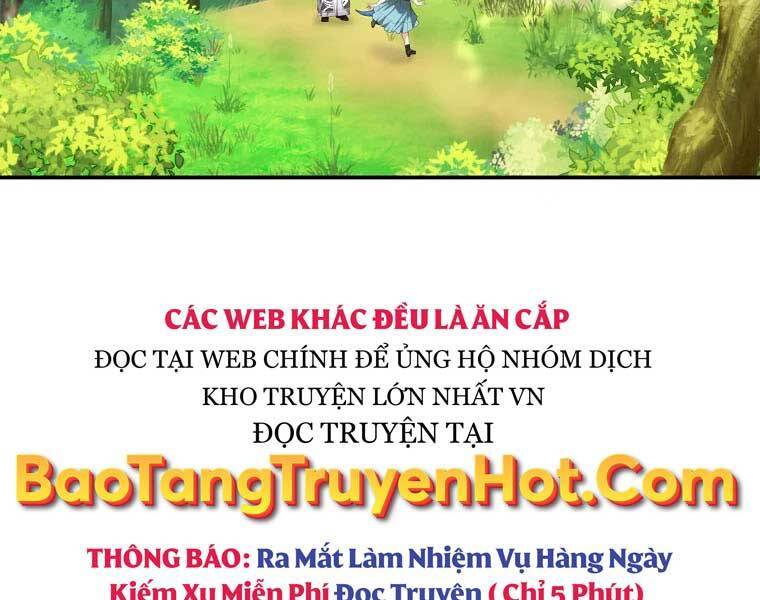 CÁC WEB KHÁC ĐỀU LÀ ĂN CẮP
ĐỌC TẠI WEB CHÍNH ĐỂ ỦNG HỘ NHÓM DỊCH
KHO TRUYỆN LỚN NHẤT VN
ĐỌC TRUYỆN TẠI
BaoTangTruyenHot.Com
THÔNG BÁO: Ra Mắt Làm Nhiệm Vụ Hàng Ngày
Kiếm Xu Miễn Phí Đọc Truyện ( Chỉ 5 Phút)